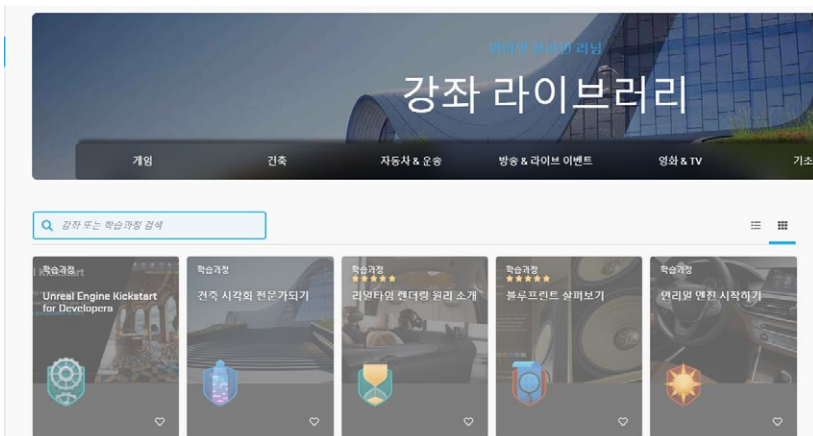 언리얼 온라인 러닝
강좌 라이브러리
게임 건축 자동차 & 운송 방송 & 라이브 이벤트 영화 & TV 기초
강좌 또는 학습과정 검색
학습과정 학습과정 학습과정 학습과정 학습과정
Unreal Engine Kickstart
for Developers
건축 시각화 전문가되기
리얼타임 렌더링 원리 소개
블루프린트 살펴보기
언리얼 엔진 시작하기